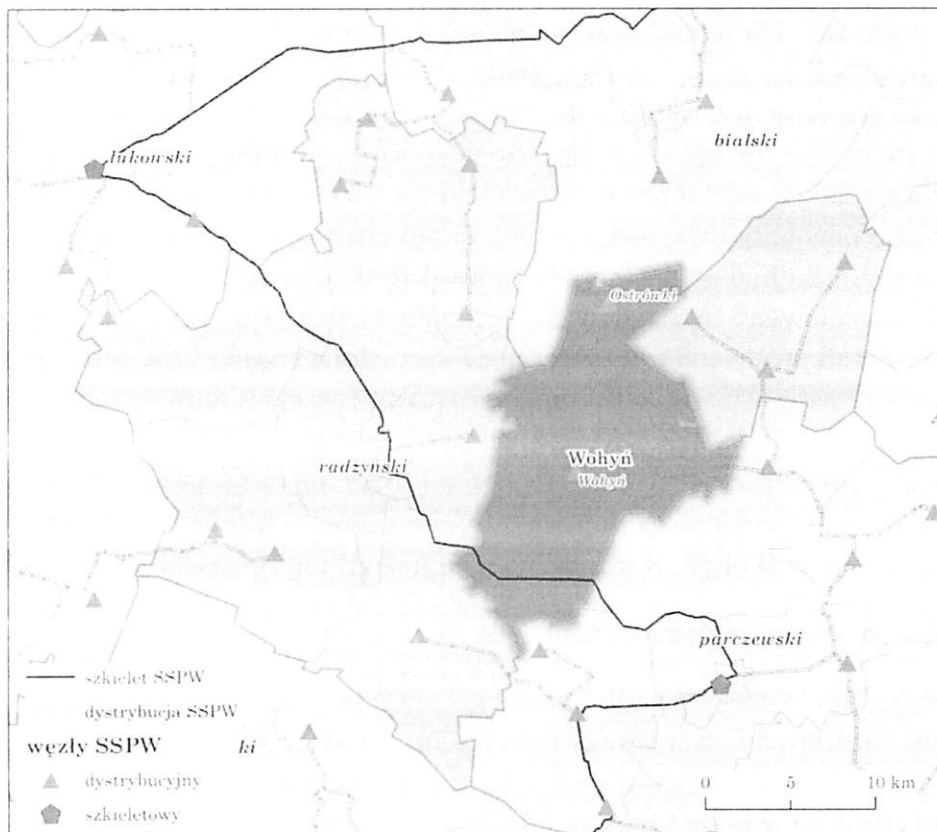 łukowski
bialski
Ostrówki
Wohyń
Wohyń
radzyński
parczewski
szkielet SSPW
dystrybucja SSPW
węzły SSPW
ki
dystrybucyjny
szkieletowy
0 5 10 km